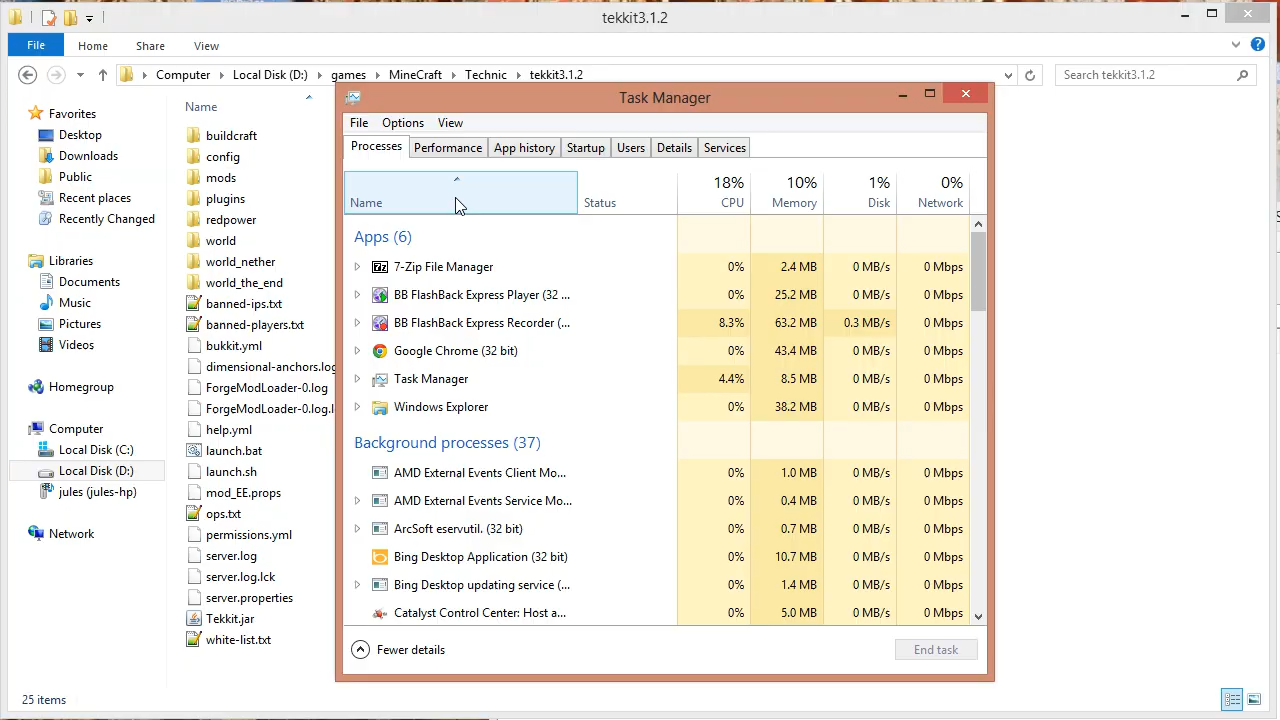 tekkit3.1.2
File Home Share View
Computer Local Disk (D:) games MineCraft Technic tekkit3.1.2
Search tekkit3.1.2
Favorites
Desktop
Downloads
Public
Recent places
Recently Changed
Libraries
Documents
Music
Pictures
Videos
Homegroup
Computer
Local Disk (C:)
Local Disk (D:)
jules (jules-hp)
Network
Name
buildcraft
config
mods
plugins
redpower
world
world_nether
world_the_end
banned-ips.txt
banned-players.txt
bukkit.yml
dimensional-anchors.log
ForgeModLoader-0.log
ForgeModLoader-0.log.l
help.yml
launch.bat
launch.sh
mod_EE.props
ops.txt
permissions.yml
server.log
server.log.lck
server.properties
Tekkit.jar
white-list.txt
25 items
Task Manager
File Options View
Processes Performance App history Startup Users Details Services
18% 10% 1% 0%
Name Status CPU Memory Disk Network
Apps (6)
7-Zip File Manager 0% 2.4 MB 0 MB/s 0 Mbps
BB FlashBack Express Player (32 ... 0% 25.2 MB 0 MB/s 0 Mbps
BB FlashBack Express Recorder (... 8.3% 63.2 MB 0.3 MB/s 0 Mbps
Google Chrome (32 bit) 0% 43.4 MB 0 MB/s 0 Mbps
Task Manager 4.4% 8.5 MB 0 MB/s 0 Mbps
Windows Explorer 0% 38.2 MB 0 MB/s 0 Mbps
Background processes (37)
AMD External Events Client Mo... 0% 1.0 MB 0 MB/s 0 Mbps
AMD External Events Service Mo... 0% 0.4 MB 0 MB/s 0 Mbps
ArcSoft eservutil. (32 bit) 0% 0.7 MB 0 MB/s 0 Mbps
Bing Desktop Application (32 bit) 0% 10.7 MB 0 MB/s 0 Mbps
Bing Desktop updating service (... 0% 1.4 MB 0 MB/s 0 Mbps
Catalyst Control Center: Host a... 0% 5.0 MB 0 MB/s 0 Mbps
Fewer details
End task